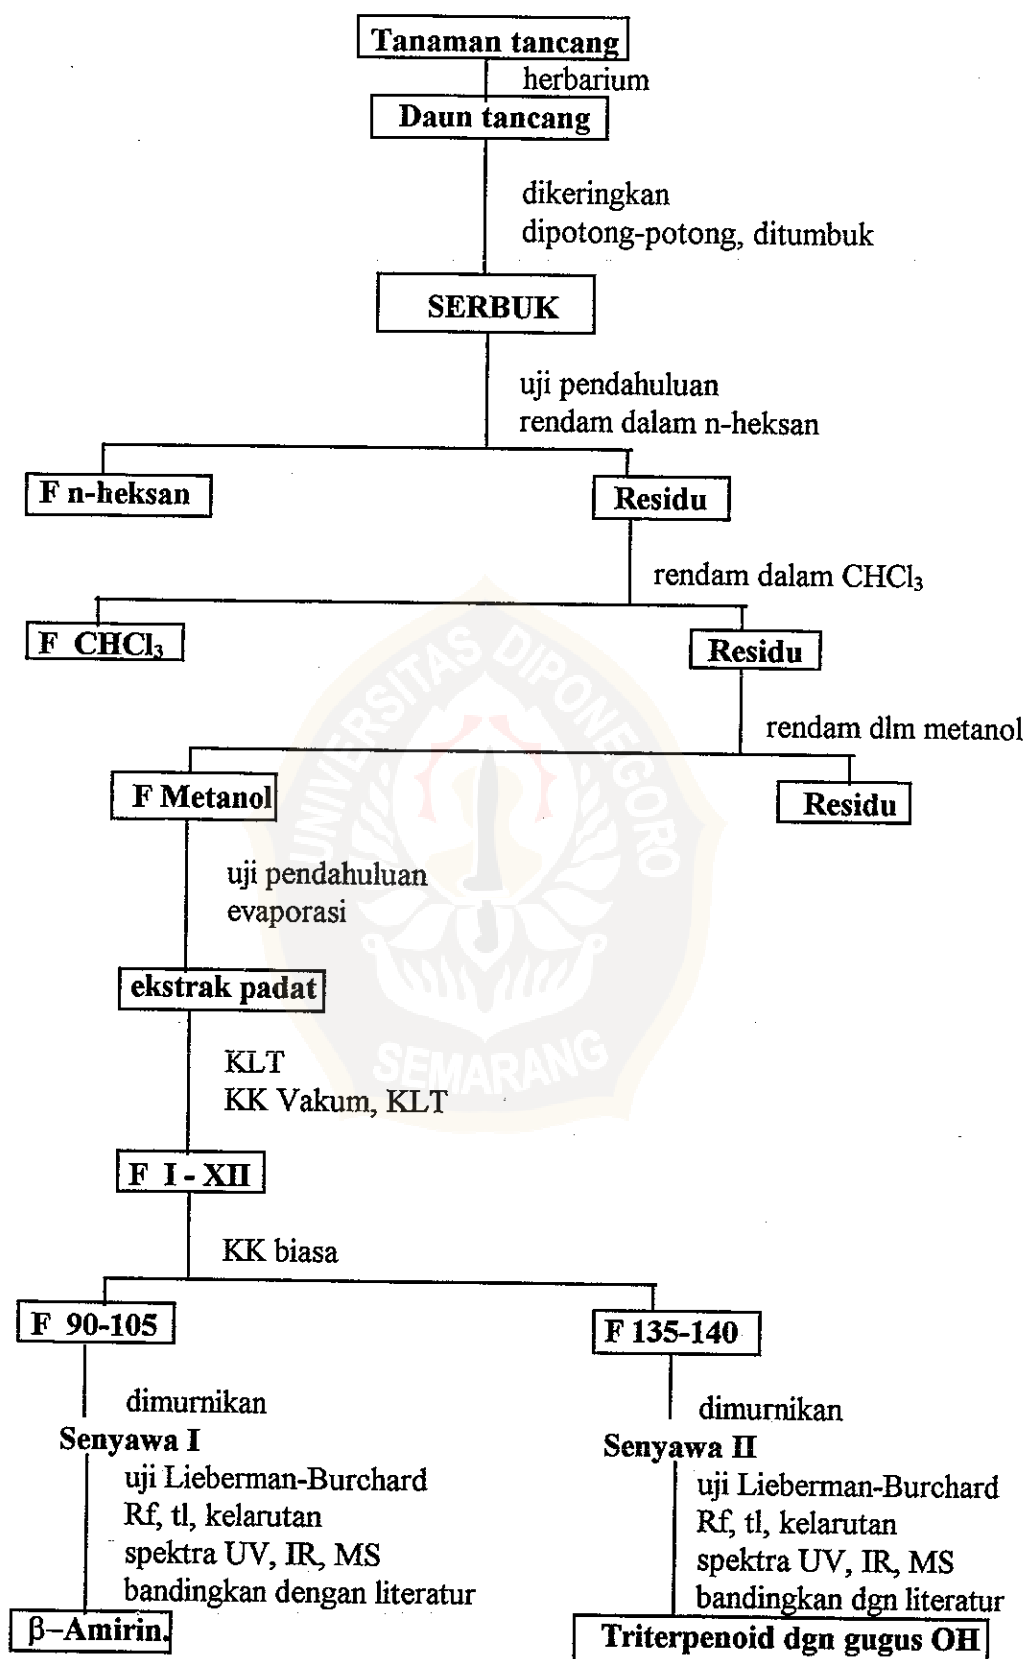 Tanaman tancang
herbarium
Daun tancang
dikeringkan
dipotong-potong, ditumbuk
SERBUK
uji pendahuluan
rendam dalam n-heksan
F n-heksan
Residu
rendam dalam CHCl₃
F CHCl₃
Residu
rendam dlm metanol
F Metanol
Residu
uji pendahuluan
evaporasi
ekstrak padat
KLT
KK Vakum, KLT
F I - XII
KK biasa
F 90-105
F 135-140
dimurnikan
Senyawa I
uji Lieberman-Burchard
Rf, tl, kelarutan
spektra UV, IR, MS
bandingkan dengan literatur
β–Amirin.
dimurnikan
Senyawa II
uji Lieberman-Burchard
Rf, tl, kelarutan
spektra UV, IR, MS
bandingkan dgn literatur
Triterpenoid dgn gugus OH
UNIVERSITAS DIPONEGORO
SEMARANG